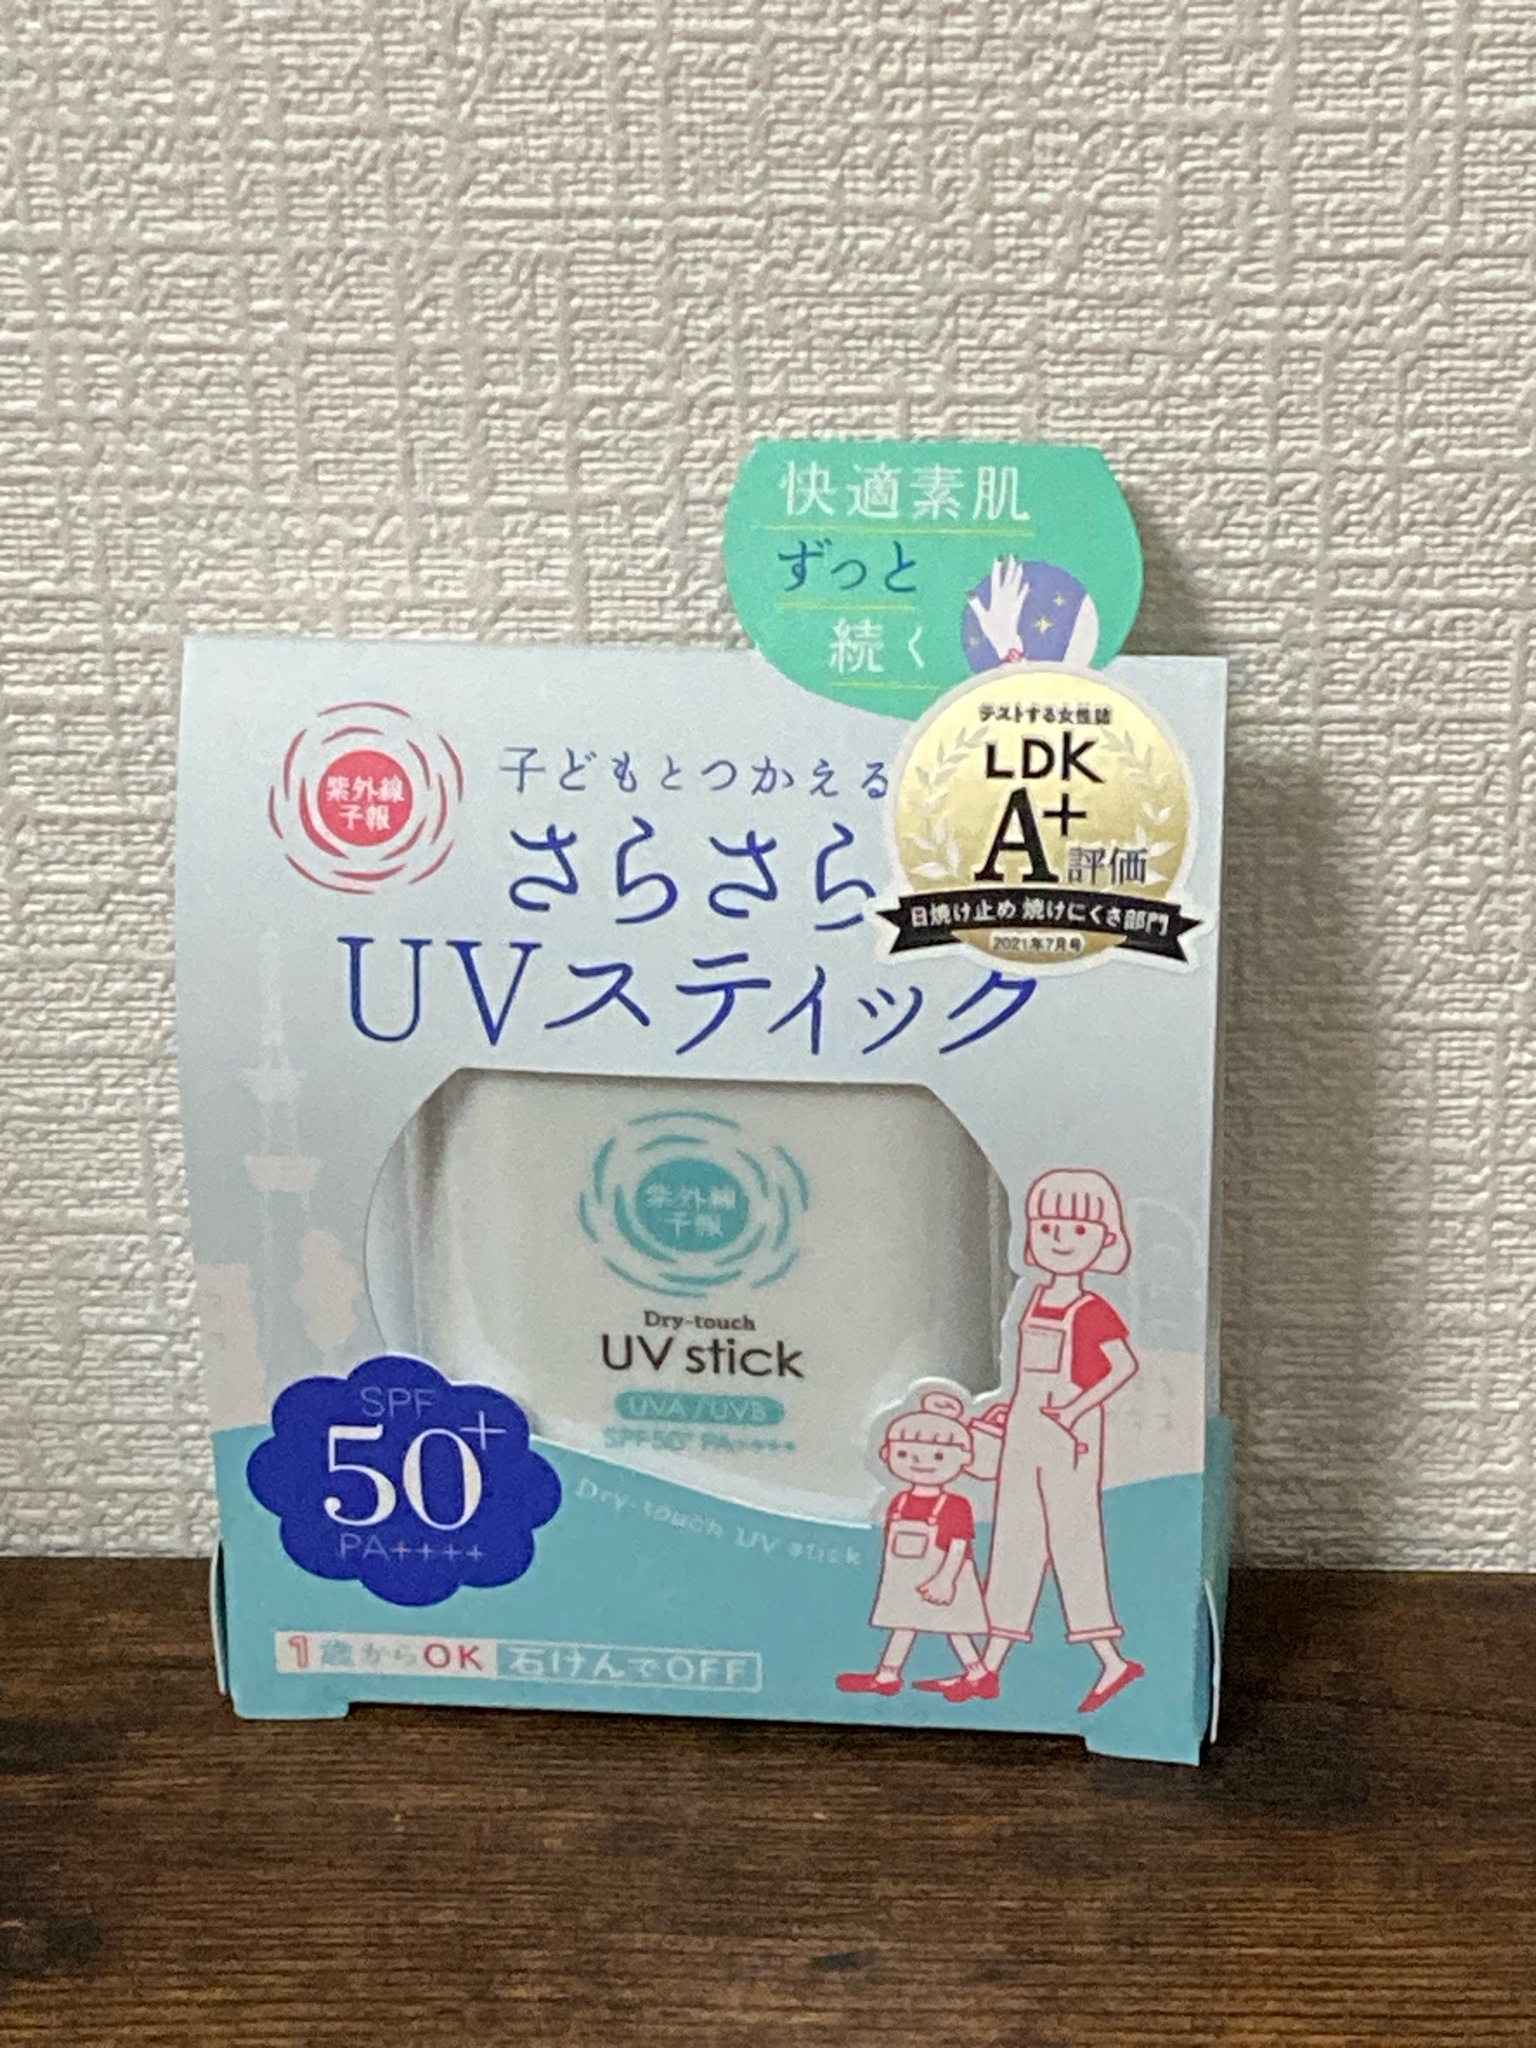 快適素肌
ずっと
続く
テストする女性誌
LDK
A+評価
日焼け止め 焼けにくさ部門
2021年7月号
紫外線
予報
子どもとつかえる
さらさら
UVスティック
紫外線
予報
Dry-touch
UV stick
UVA/UVB
SPF50+ PA++++
SPF
50+
PA++++
Dry-touch UV stick
1歳からOK 石けんでOFF